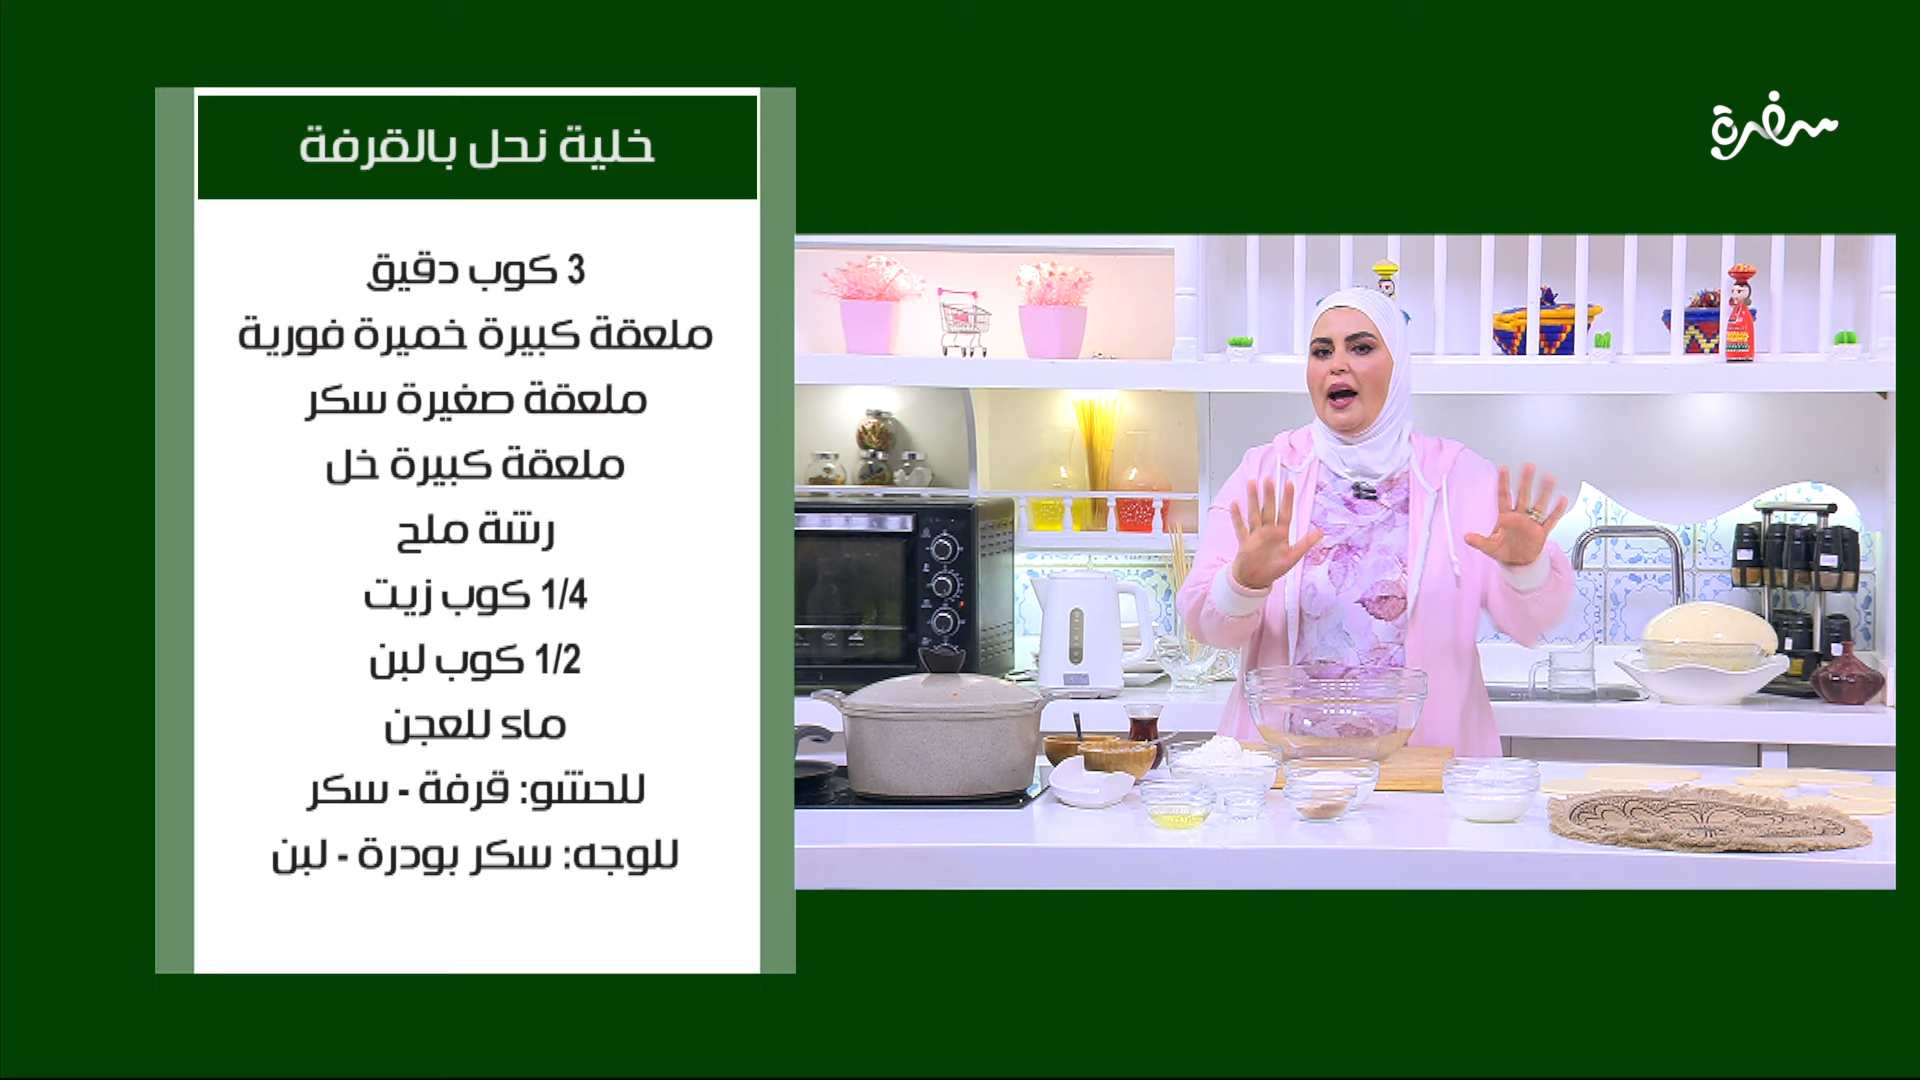 خلية نحل بالقرفة
3 كوب دقيق
ملعقة كبيرة خميرة فورية
ملعقة صغيرة سكر
ملعقة كبيرة خل
رشة ملح
1/4 كوب زيت
1/2 كوب لبن
ماء للعجن
للحشو: قرفة - سكر
للوجه: سكر بودرة - لبن
سفرة